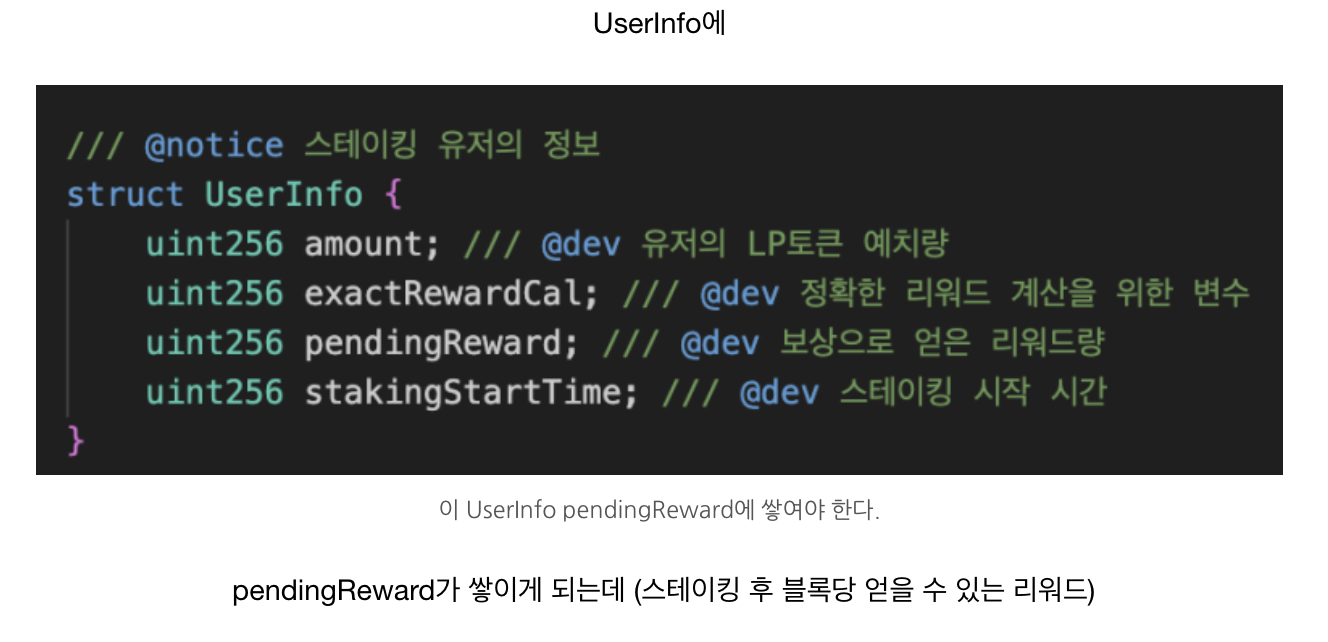 UserInfo에
/// @notice 스테이킹 유저의 정보
struct UserInfo {
uint256 amount; /// @dev 유저의 LP토큰 예치량
uint256 exactRewardCal; /// @dev 정확한 리워드 계산을 위한 변수
uint256 pendingReward; /// @dev 보상으로 얻은 리워드량
uint256 stakingStartTime; /// @dev 스테이킹 시작 시간
}
이 UserInfo pendingReward에 쌓여야 한다.
pendingReward가 쌓이게 되는데 (스테이킹 후 블록당 얻을 수 있는 리워드)